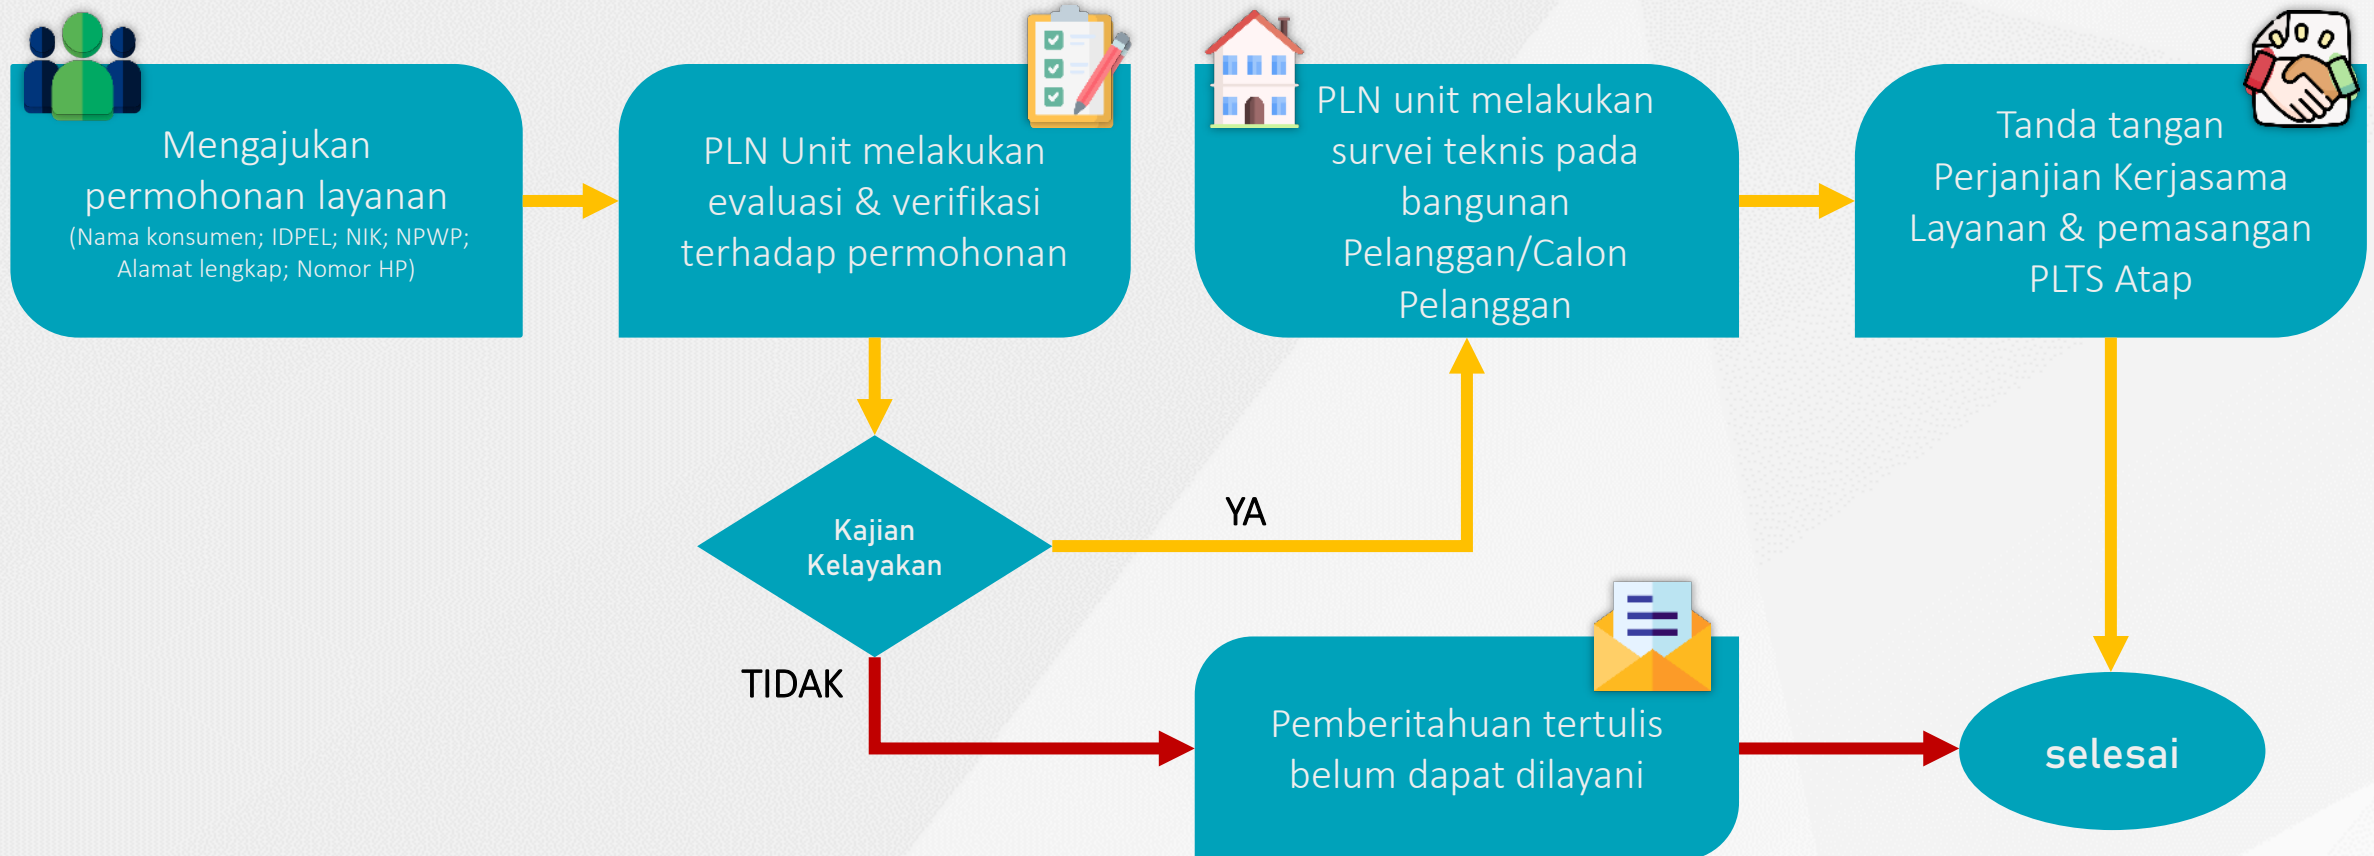 Mengajukan
permohonan layanan
(Nama konsumen; IDPEL; NIK; NPWP;
Alamat lengkap; Nomor HP)
PLN Unit melakukan
evaluasi & verifikasi
terhadap permohonan
PLN unit melakukan
survei teknis pada
bangunan
Pelanggan/Calon
Pelanggan
Tanda tangan
Perjanjian Kerjasama
Layanan & pemasangan
PLTS Atap
Kajian
Kelayakan
YA
TIDAK
Pemberitahuan tertulis
belum dapat dilayani
selesai